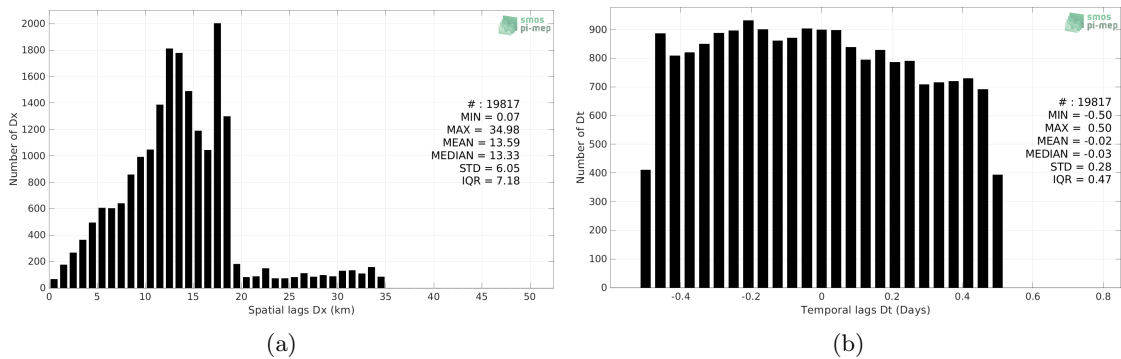 smos
pi-mep
2000
1800
1600
1400
1200
1000
800
600
400
200
0
Number of Dx
# : 19817
MIN = 0.07
MAX = 34.98
MEAN = 13.59
MEDIAN = 13.33
STD = 6.05
IQR = 7.18
0 5 10 15 20 25 30 35 40 45 50
Spatial lags Dx (km)
(a)
smos
pi-mep
900
800
700
600
500
400
300
200
100
0
Number of Dt
# : 19817
MIN = -0.50
MAX = 0.50
MEAN = -0.02
MEDIAN = -0.03
STD = 0.28
IQR = 0.47
-0.4 -0.2 0 0.2 0.4 0.6 0.8
Temporal lags Dt (Days)
(b)